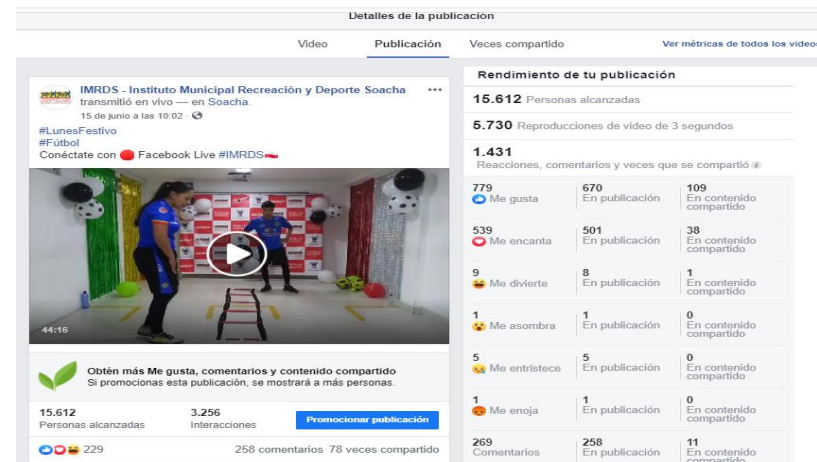 Detalles de la publicación
Video Publicación Veces compartido Ver métricas de todos los videos
IMRDS - Instituto Municipal Recreación y Deporte Soacha ...
transmitió en vivo — en Soacha.
15 de junio a las 10:02 ·
#LunesFestivo
#Fútbol
Conéctate con 🔴 Facebook Live #IMRDS
44:16
Obtén más Me gusta, comentarios y contenido compartido
Si promocionas esta publicación, se mostrará a más personas.
15.612 3.256
Personas alcanzadas Interacciones Promocionar publicación
229 258 comentarios 78 veces compartido
Rendimiento de tu publicación
15.612 Personas alcanzadas
5.730 Reproducciones de video de 3 segundos
1.431
Reacciones, comentarios y veces que se compartió
779 670 109
Me gusta En publicación En contenido
compartido
539 501 38
Me encanta En publicación En contenido
compartido
9 8 1
Me divierte En publicación En contenido
compartido
1 1 0
Me asombra En publicación En contenido
compartido
5 5 0
Me entristece En publicación En contenido
compartido
1 1 0
Me enoja En publicación En contenido
compartido
269 258 11
Comentarios En publicación En contenido
compartido